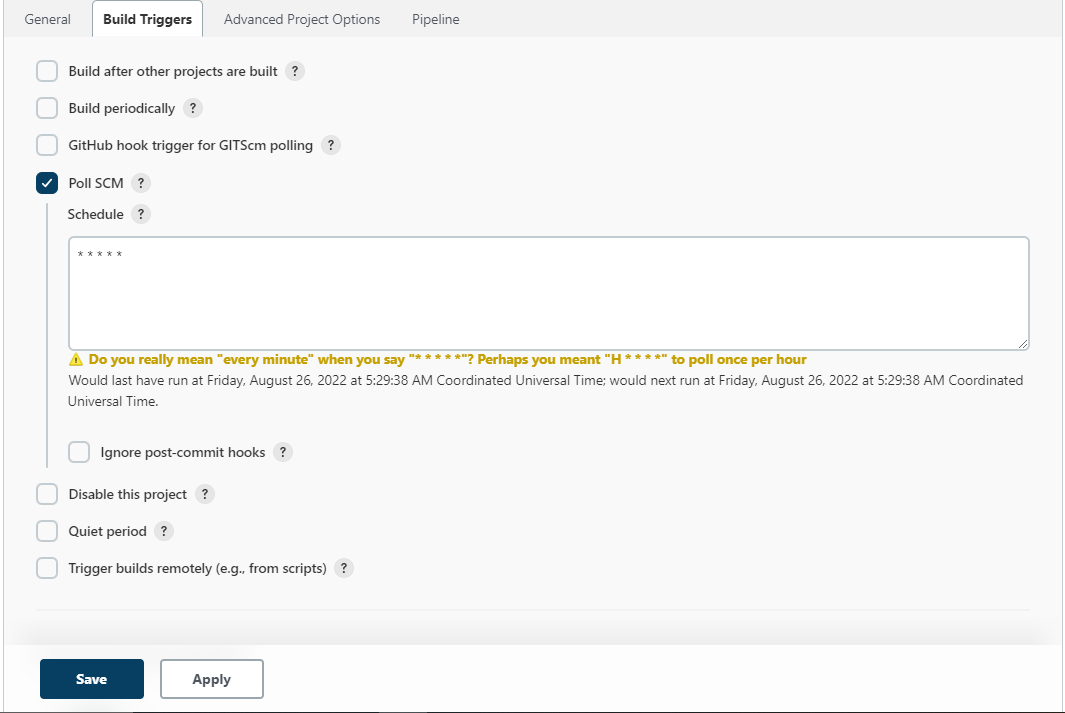 General Build Triggers Advanced Project Options Pipeline
Build after other projects are built ?
Build periodically ?
GitHub hook trigger for GITScm polling ?
Poll SCM ?
Schedule ?
* * * * *
Do you really mean "every minute" when you say "* * * * *"? Perhaps you meant "H * * * *" to poll once per hour
Would last have run at Friday, August 26, 2022 at 5:29:38 AM Coordinated Universal Time; would next run at Friday, August 26, 2022 at 5:29:38 AM Coordinated
Universal Time.
Ignore post-commit hooks ?
Disable this project ?
Quiet period ?
Trigger builds remotely (e.g., from scripts) ?
Save Apply